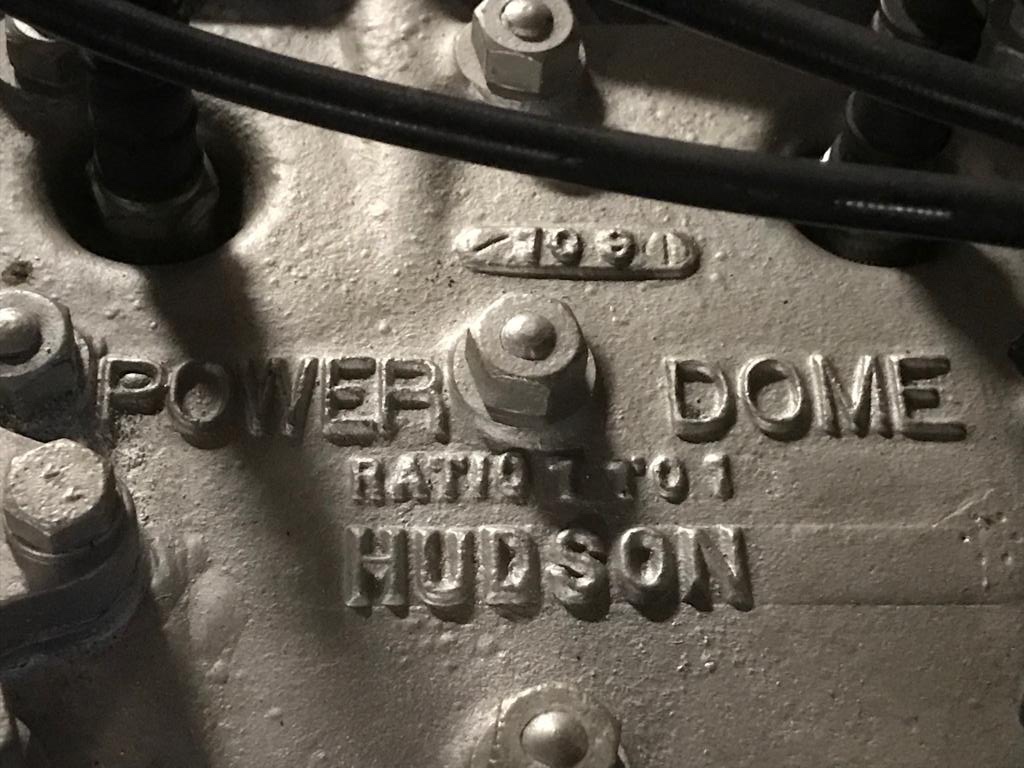 POWER DOME
RATIO 7 TO 1
HUDSON